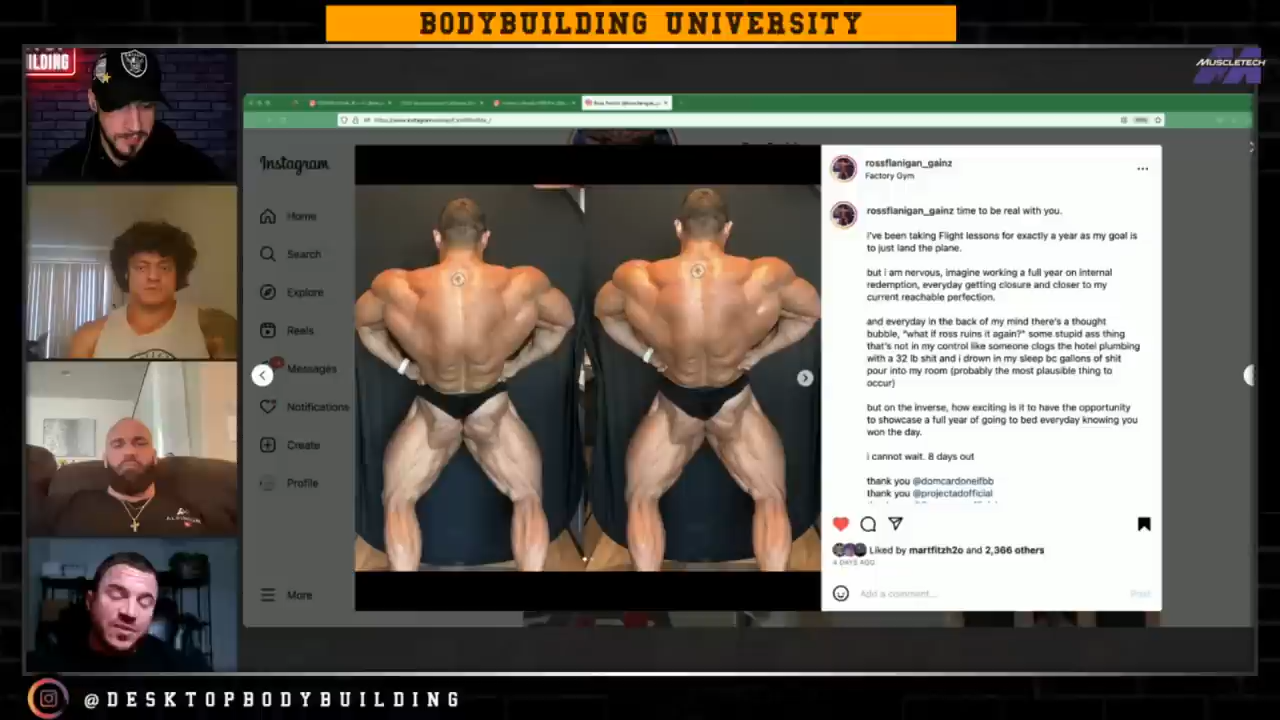 BODYBUILDING UNIVERSITY
ILDING
MUSCLETECH
Instagram
Home
Search
Explore
Reels
Messages
Notifications
Create
Profile
More
rossflanigan_gainz
Factory Gym
rossflanigan_gainz time to be real with you.
i've been taking Flight lessons for exactly a year as my goal is
to just land the plane.
but i am nervous, imagine working a full year on internal
redemption, everyday getting closure and closer to my
current reachable perfection.
and everyday in the back of my mind there's a thought
bubble, "what if ross ruins it again?" some stupid ass thing
that's not in my control like someone clogs the hotel plumbing
with a 32 lb shit and i drown in my sleep bc gallons of shit
pour into my room (probably the most plausible thing to
occur)
but on the inverse, how exciting is it to have the opportunity
to showcase a full year of going to bed everyday knowing you
won the day.
i cannot wait. 8 days out
thank you @domcardoneifbb
thank you @projectadofficial
Liked by martfitzh2o and 2,366 others
4 DAYS AGO
Add a comment...
Post
@DESKTOPBODYBUILDING